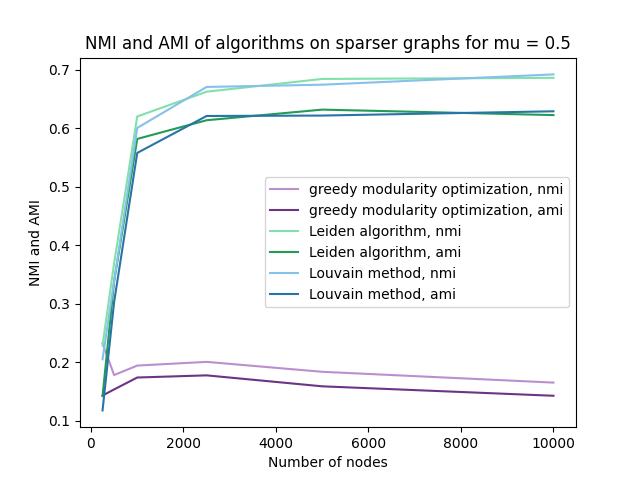 NMI and AMI of algorithms on sparser graphs for mu = 0.5
NMI and AMI
0.7
0.6
0.5
0.4
0.3
0.2
0.1
greedy modularity optimization, nmi
greedy modularity optimization, ami
Leiden algorithm, nmi
Leiden algorithm, ami
Louvain method, nmi
Louvain method, ami
0 2000 4000 6000 8000 10000
Number of nodes